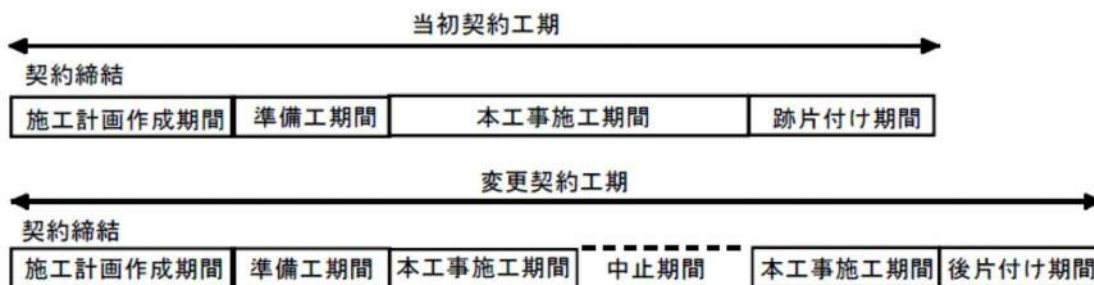 当初契約工期
契約締結
施工計画作成期間 準備工期間 本工事施工期間 跡片付け期間
変更契約工期
契約締結
施工計画作成期間 準備工期間 本工事施工期間 中止期間 本工事施工期間 後片付け期間